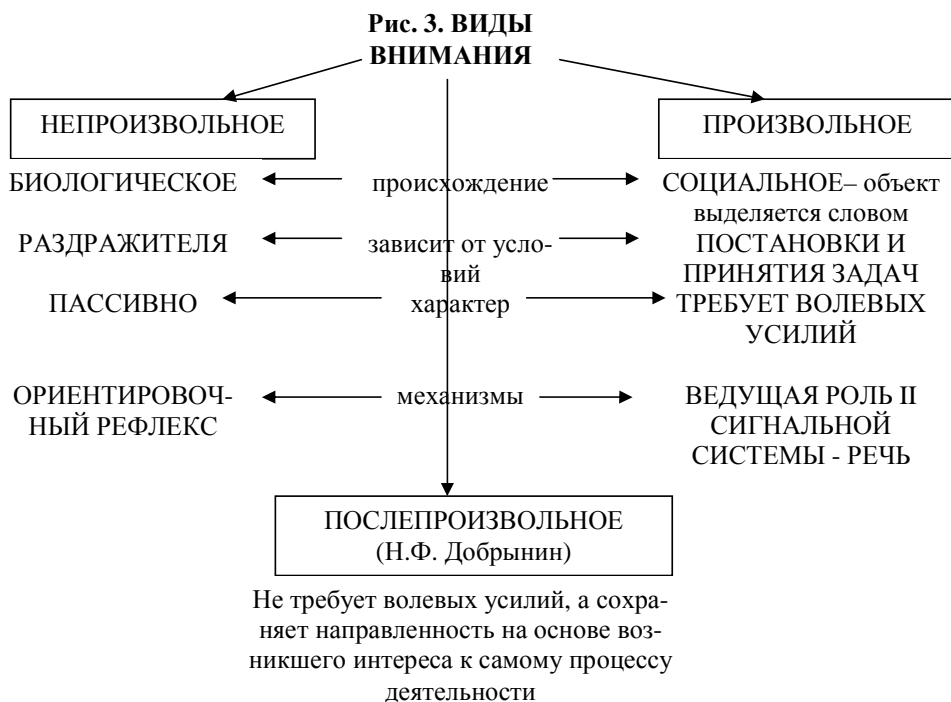 Рис. 3. ВИДЫ
ВНИМАНИЯ
НЕПРОИЗВОЛЬНОЕ
ПРОИЗВОЛЬНОЕ
БИОЛОГИЧЕСКОЕ
происхождение
СОЦИАЛЬНОЕ– объект
выделяется словом
РАЗДРАЖИТЕЛЯ
зависит от усло-
вий
ПОСТАНОВКИ И
ПРИНЯТИЯ ЗАДАЧ
ПАССИВНО
характер
ТРЕБУЕТ ВОЛЕВЫХ
УСИЛИЙ
ОРИЕНТИРОВОЧ-
НЫЙ РЕФЛЕКС
механизмы
ВЕДУЩАЯ РОЛЬ II
СИГНАЛЬНОЙ
СИСТЕМЫ - РЕЧЬ
ПОСЛЕПРОИЗВОЛЬНОЕ
(Н.Ф. Добрынин)
Не требует волевых усилий, а сохра-
няет направленность на основе воз-
никшего интереса к самому процессу
деятельности